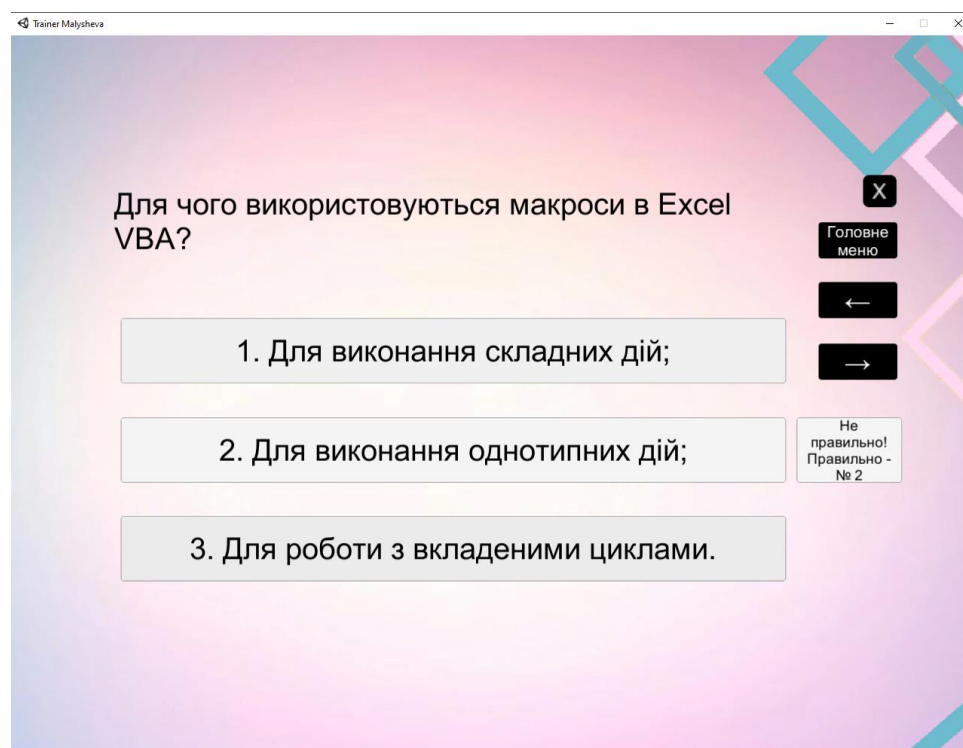 Trainer Malysheva
Для чого використовуються макроси в Excel
VBA?
X
Головне
меню
←
→
1. Для виконання складних дій;
2. Для виконання однотипних дій;
Не
правильно!
Правильно -
№ 2
3. Для роботи з вкладеними циклами.